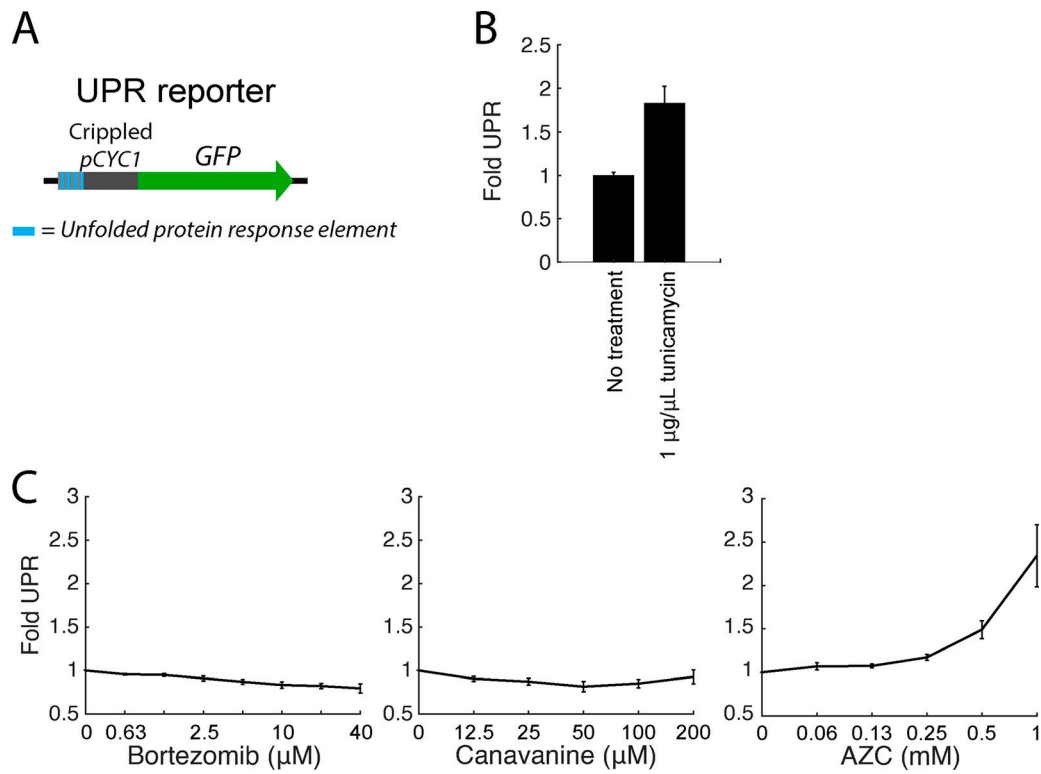 A
UPR reporter
Crippled
pCYC1
GFP
= Unfolded protein response element
B
Fold UPR
2.5
2
1.5
1
0.5
0
No treatment
1 µg/µL tunicamycin
C
Fold UPR
3
2.5
2
1.5
1
0.5
0 0.63 2.5 10 40
Bortezomib (µM)
3
2.5
2
1.5
1
0.5
0 12.5 25 50 100 200
Canavanine (µM)
3
2.5
2
1.5
1
0.5
0 0.06 0.13 0.25 0.5 1
AZC (mM)